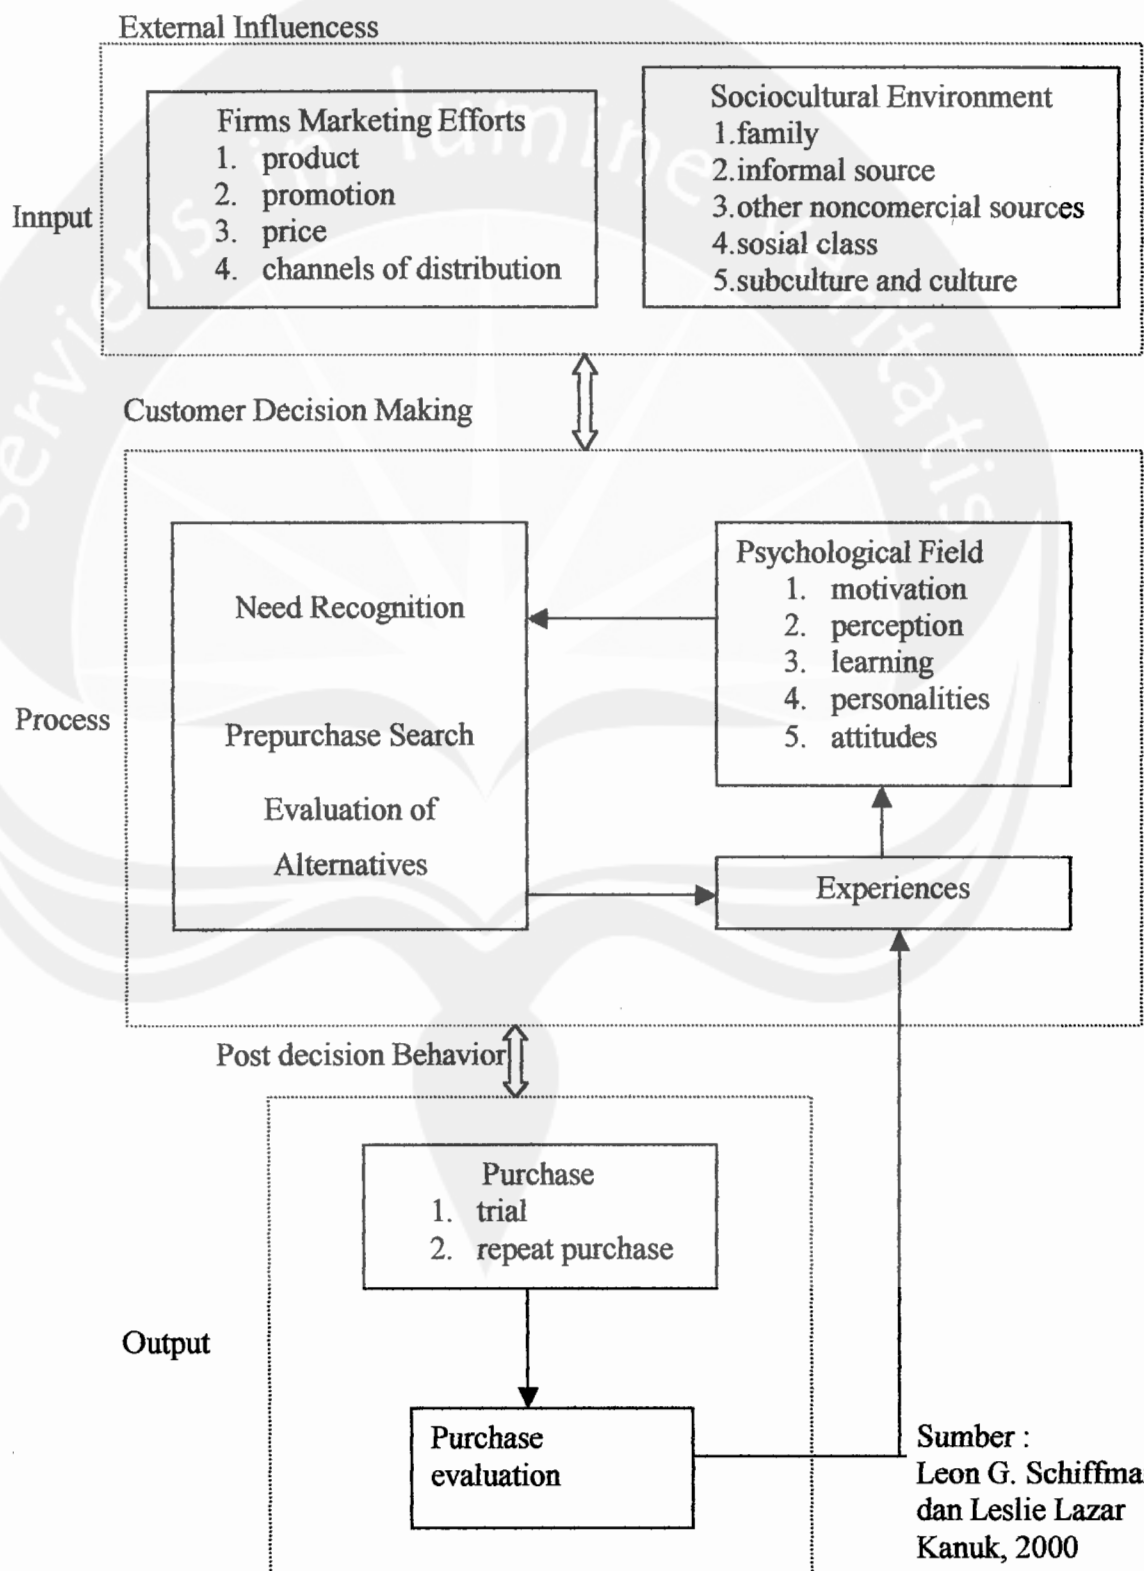 External Influencess
Firms Marketing Efforts
1. product
2. promotion
3. price
4. channels of distribution
Sociocultural Environment
1.family
2.informal source
3.other noncomercial sources
4.sosial class
5.subculture and culture
Innput
Customer Decision Making
Need Recognition
Prepurchase Search
Evaluation of
Alternatives
Psychological Field
1. motivation
2. perception
3. learning
4. personalities
5. attitudes
Process
Experiences
Post decision Behavior
Purchase
1. trial
2. repeat purchase
Output
Purchase
evaluation
Sumber :
Leon G. Schiffma
dan Leslie Lazar
Kanuk, 2000
serviens in lumine veritatis